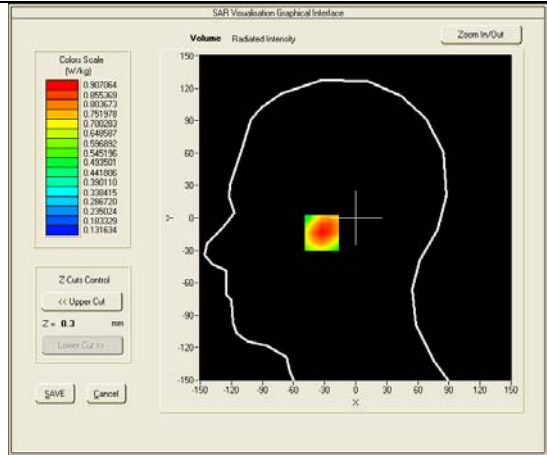 SAR Visualisation Graphical Interface
Volume Radiated Intensity
Zoom In/Out
Colors Scale
(W/kg)
0.907064
0.855369
0.803673
0.751978
0.700283
0.648587
0.596892
0.545196
0.493501
0.441806
0.390110
0.338415
0.286720
0.235024
0.183329
0.131634
Z Cuts Control
<< Upper Cut
Z = 0.3 mm
Lower Cut >>
SAVE Cancel
150-
120-
90-
60-
30-
0-
-30-
-60-
-90-
-120-
-150-
Y
-150 -120 -90 -60 -30 0 30 60 90 120 150
X